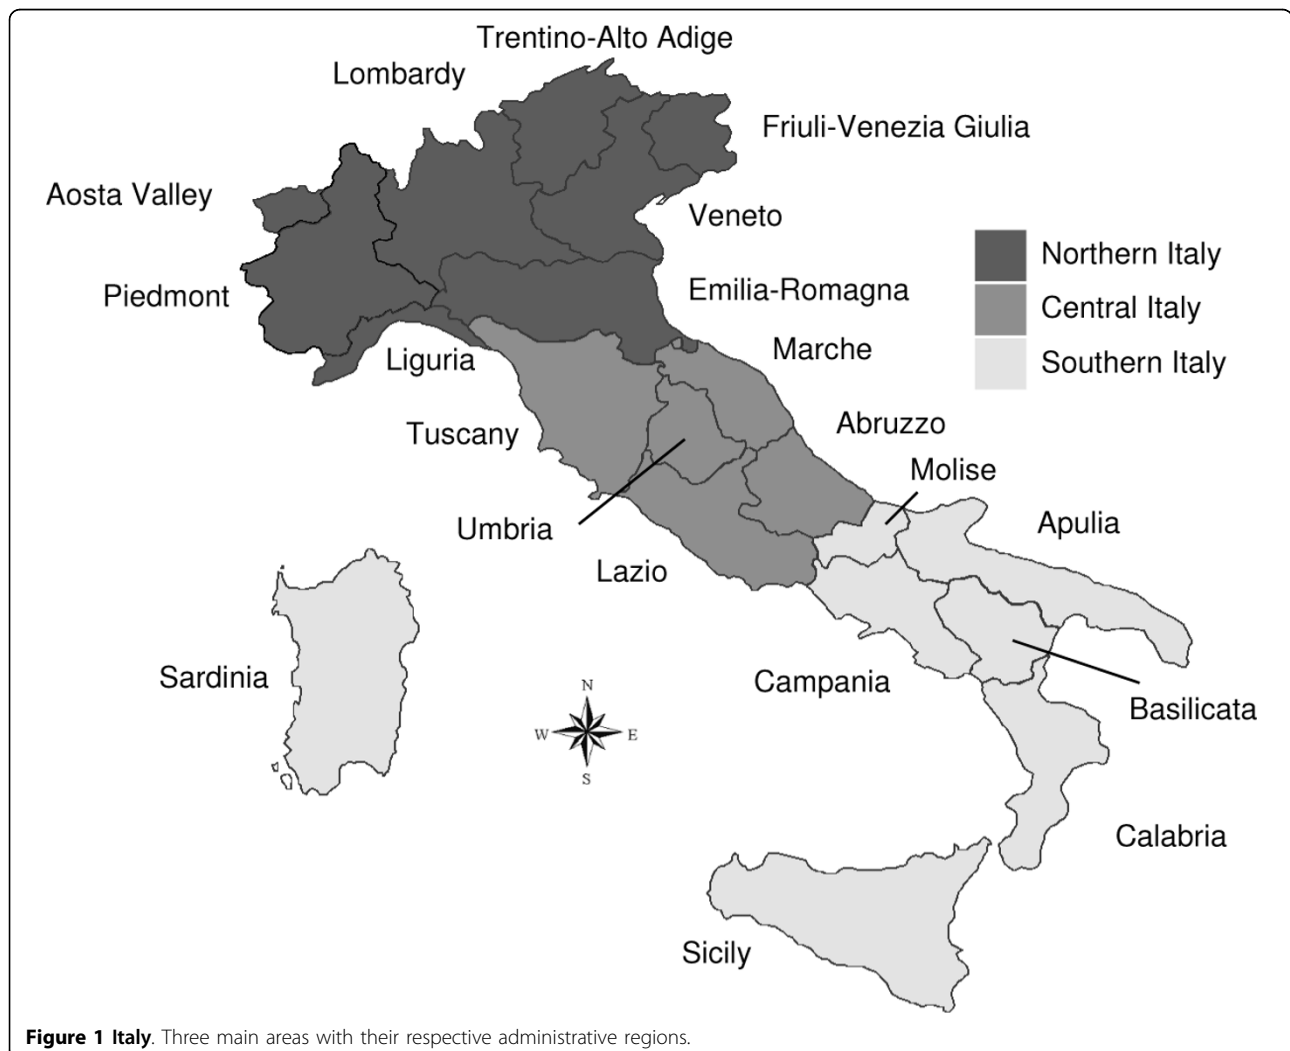 Trentino-Alto Adige
Lombardy
Friuli-Venezia Giulia
Aosta Valley
Veneto
Northern Italy
Piedmont
Emilia-Romagna
Central Italy
Marche
Liguria
Southern Italy
Abruzzo
Tuscany
Molise
Umbria
Apulia
Lazio
Sardinia
Campania
N
W
E
S
Basilicata
Calabria
Sicily
Figure 1 Italy. Three main areas with their respective administrative regions.